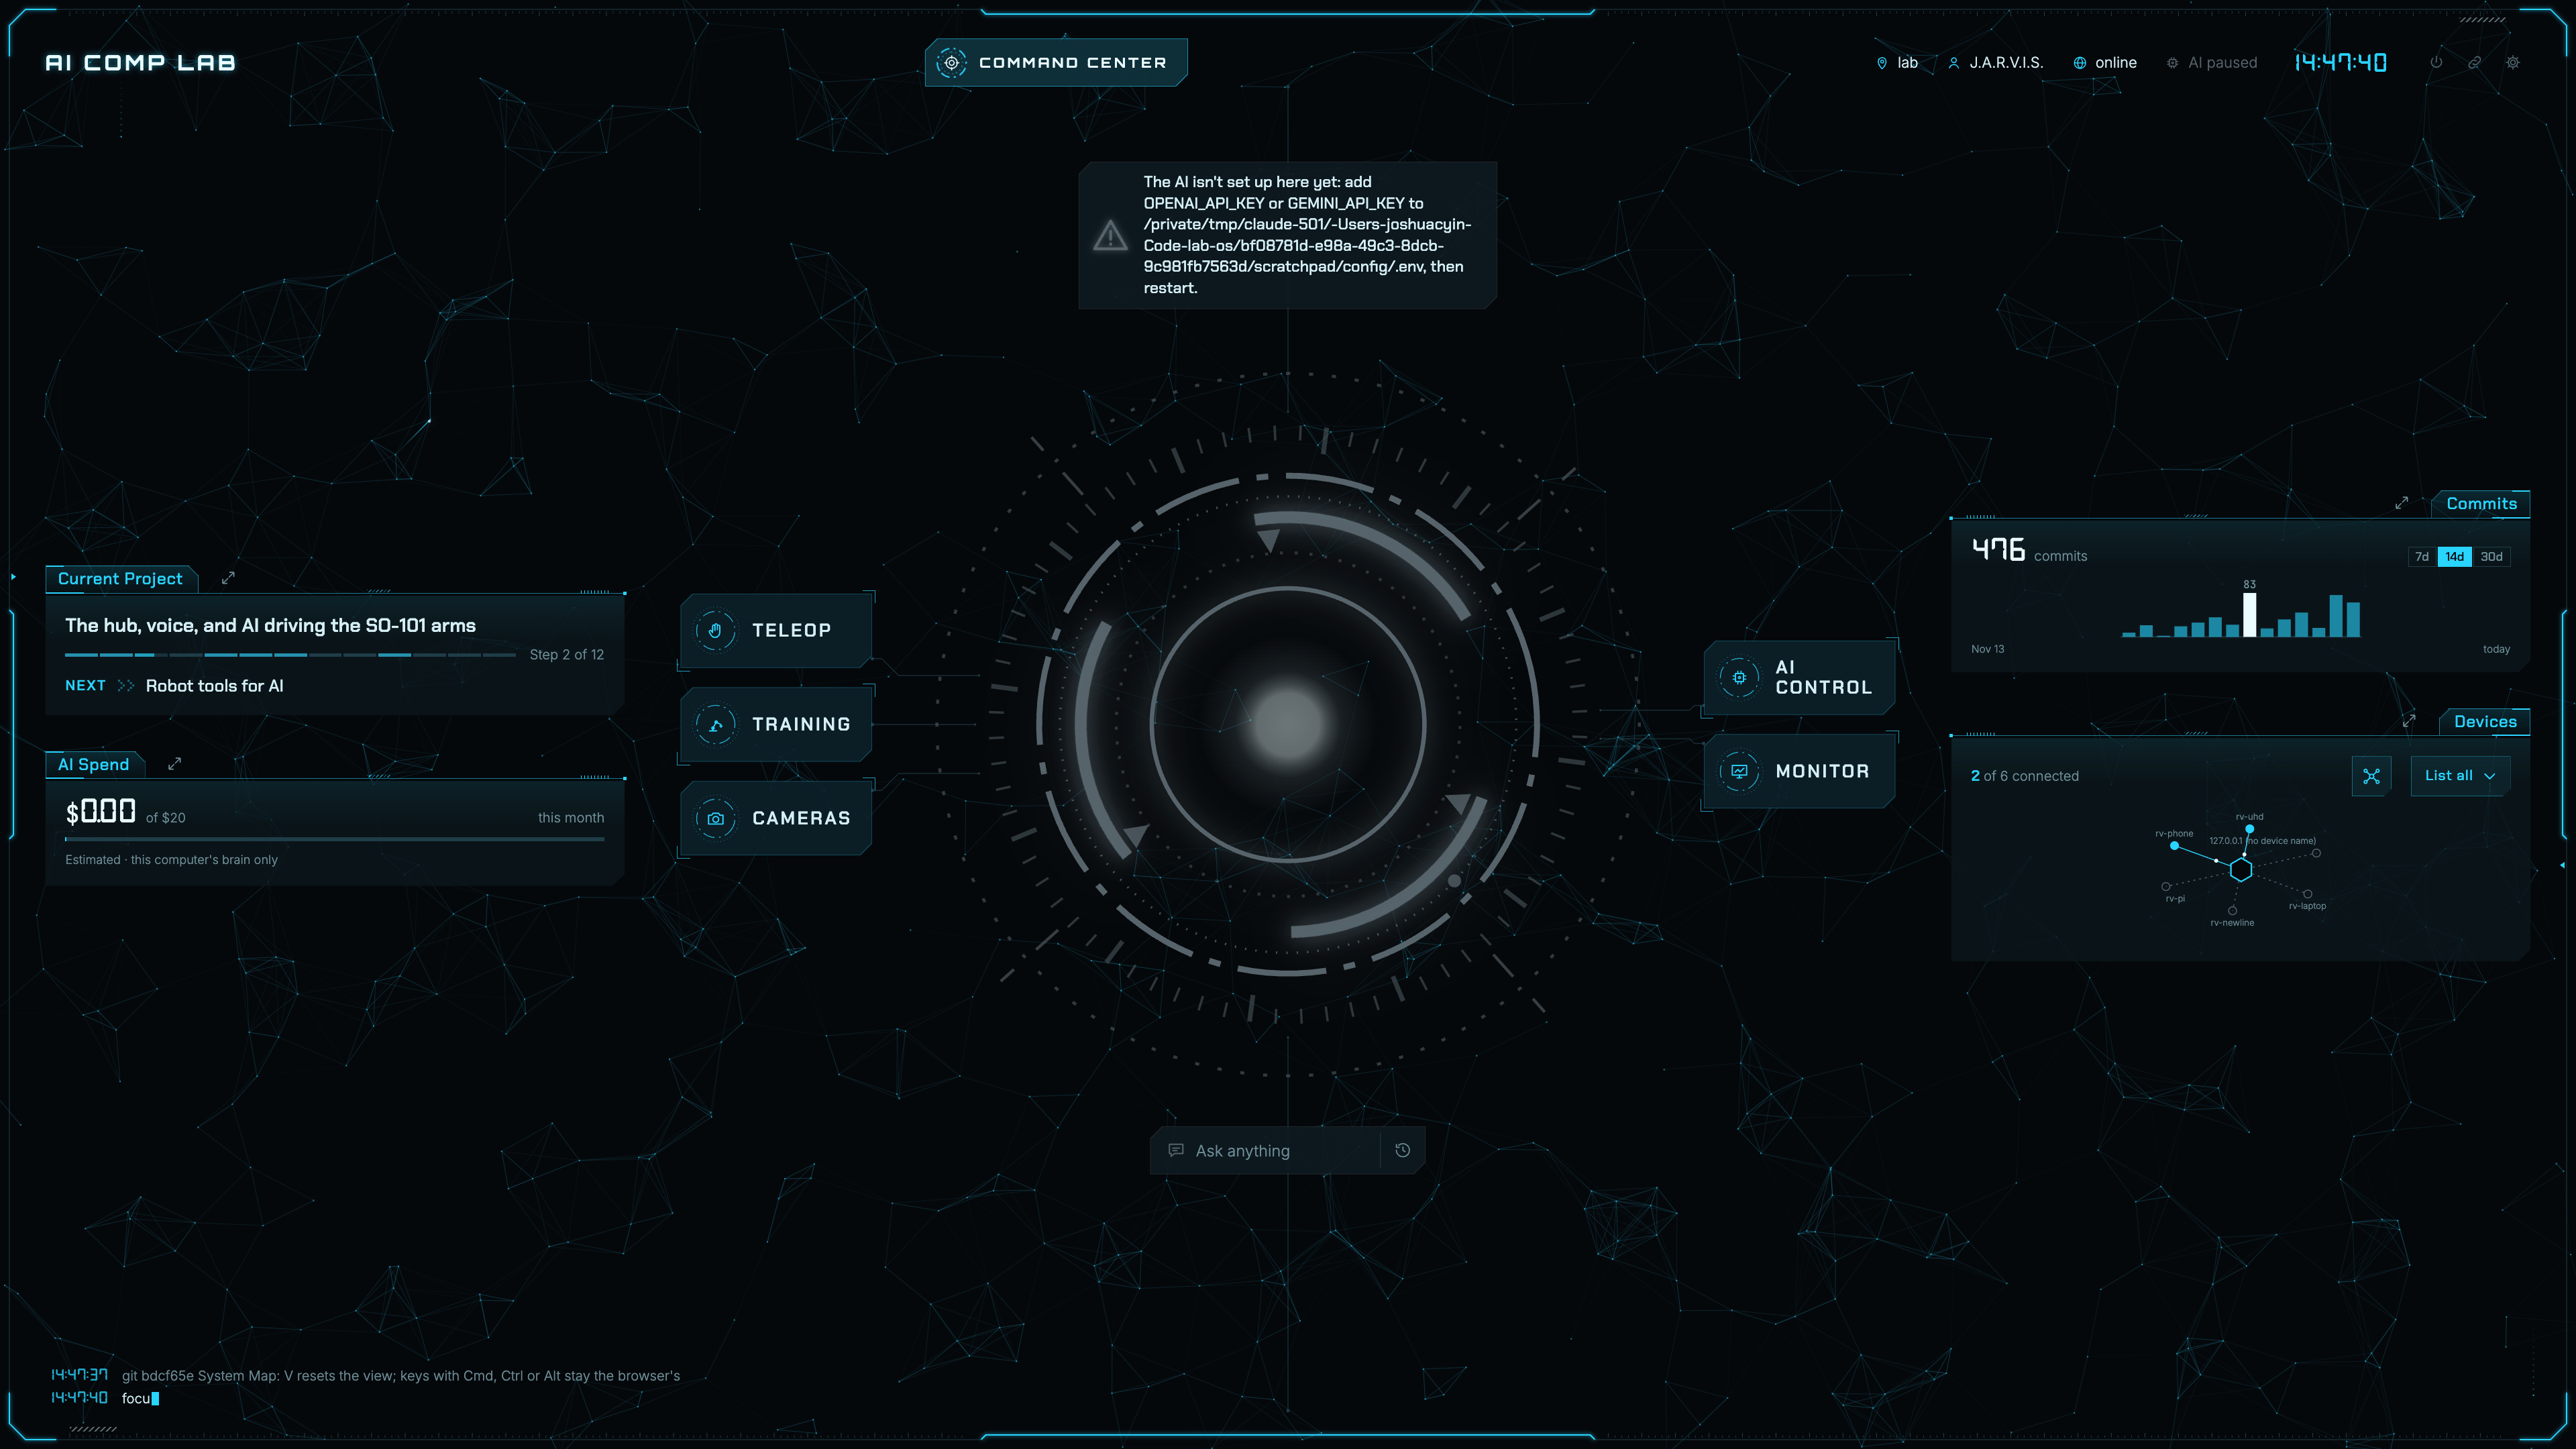 AI COMP LAB
COMMAND CENTER
lab
J.A.R.V.I.S.
online
AI paused
14:47:40
The AI isn't set up here yet: add
OPENAI_API_KEY or GEMINI_API_KEY to
/private/tmp/claude-501/-Users-joshuacyin-
Code-lab-os/bf08781d-e98a-49c3-8dcb-
9c981fb7563d/scratchpad/config/.env, then
restart.
Current Project
The hub, voice, and AI driving the SO-101 arms
Step 2 of 12
NEXT Robot tools for AI
AI Spend
$0.00 of $20
this month
Estimated · this computer's brain only
TELEOP
TRAINING
CAMERAS
AI
CONTROL
MONITOR
Commits
476 commits
7d 14d 30d
83
Nov 13
today
Devices
2 of 6 connected
List all
rv-uhd
rv-phone
127.0.0.1 (no device name)
rv-pi
rv-laptop
rv-newline
Ask anything
14:47:37 git bdcf65e System Map: V resets the view; keys with Cmd, Ctrl or Alt stay the browser's
14:47:40 focu